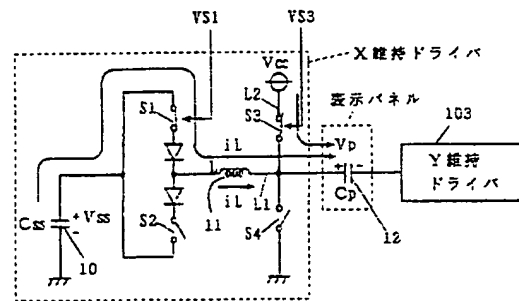 VS1
VS3
X維持ドライバ
Vcc
L2
S3
S1
表示パネル
103
iL
Vp
Y維持
ドライバ
Css
Vss
iL
L1
Cp
S2
11
S4
12
10